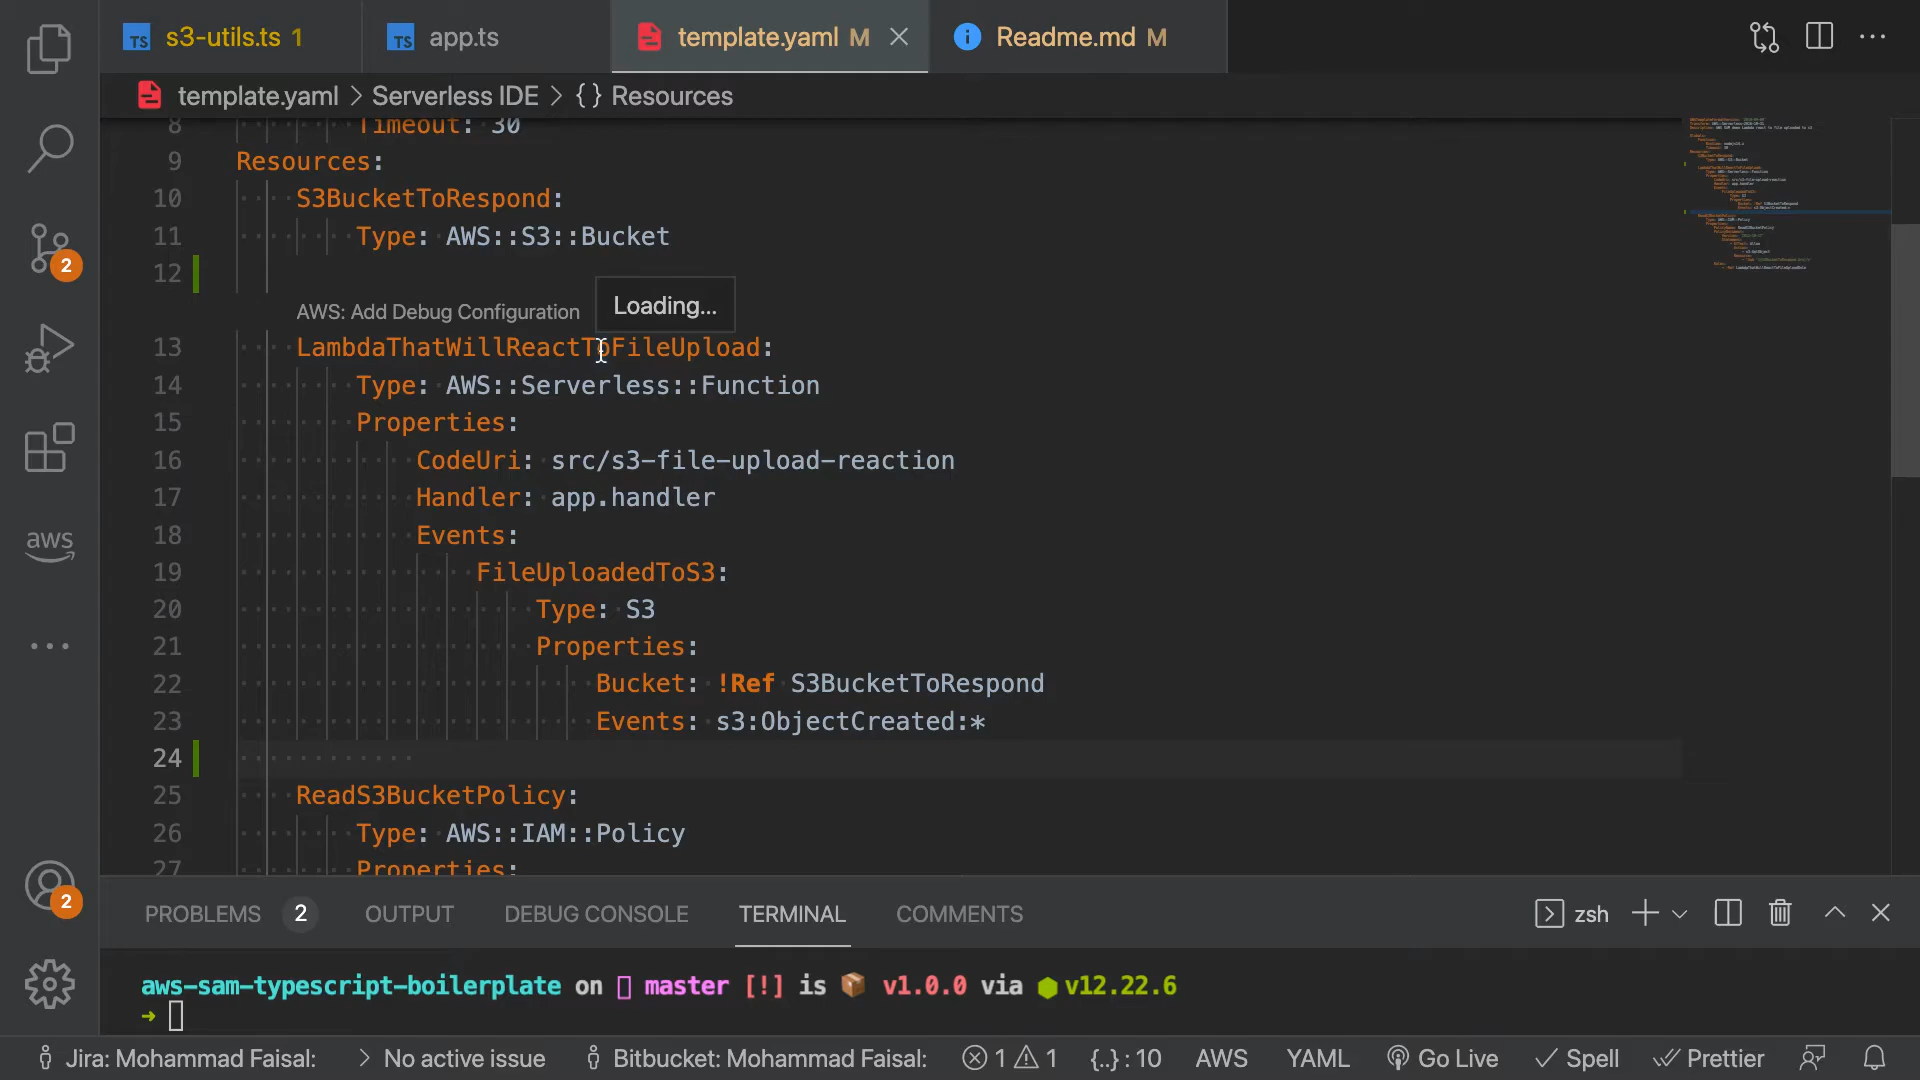 TS s3-utils.ts 1
TS app.ts
template.yaml M
Readme.md M
template.yaml > Serverless IDE > {} Resources
8 Timeout: 30
9 Resources:
10 S3BucketToRespond:
11 Type: AWS::S3::Bucket
12
AWS: Add Debug Configuration
Loading...
13 LambdaThatWillReactToFileUpload:
14 Type: AWS::Serverless::Function
15 Properties:
16 CodeUri: src/s3-file-upload-reaction
17 Handler: app.handler
18 Events:
19 FileUploadedToS3:
20 Type: S3
21 Properties:
22 Bucket: !Ref S3BucketToRespond
23 Events: s3:ObjectCreated:*
24
25 ReadS3BucketPolicy:
26 Type: AWS::IAM::Policy
27 Properties:
2
aws
2
PROBLEMS 2 OUTPUT DEBUG CONSOLE TERMINAL COMMENTS zsh
aws-sam-typescript-boilerplate on master [!] is v1.0.0 via v12.22.6
→
Jira: Mohammad Faisal: > No active issue Bitbucket: Mohammad Faisal: 1 1 {..} : 10 AWS YAML Go Live Spell Prettier